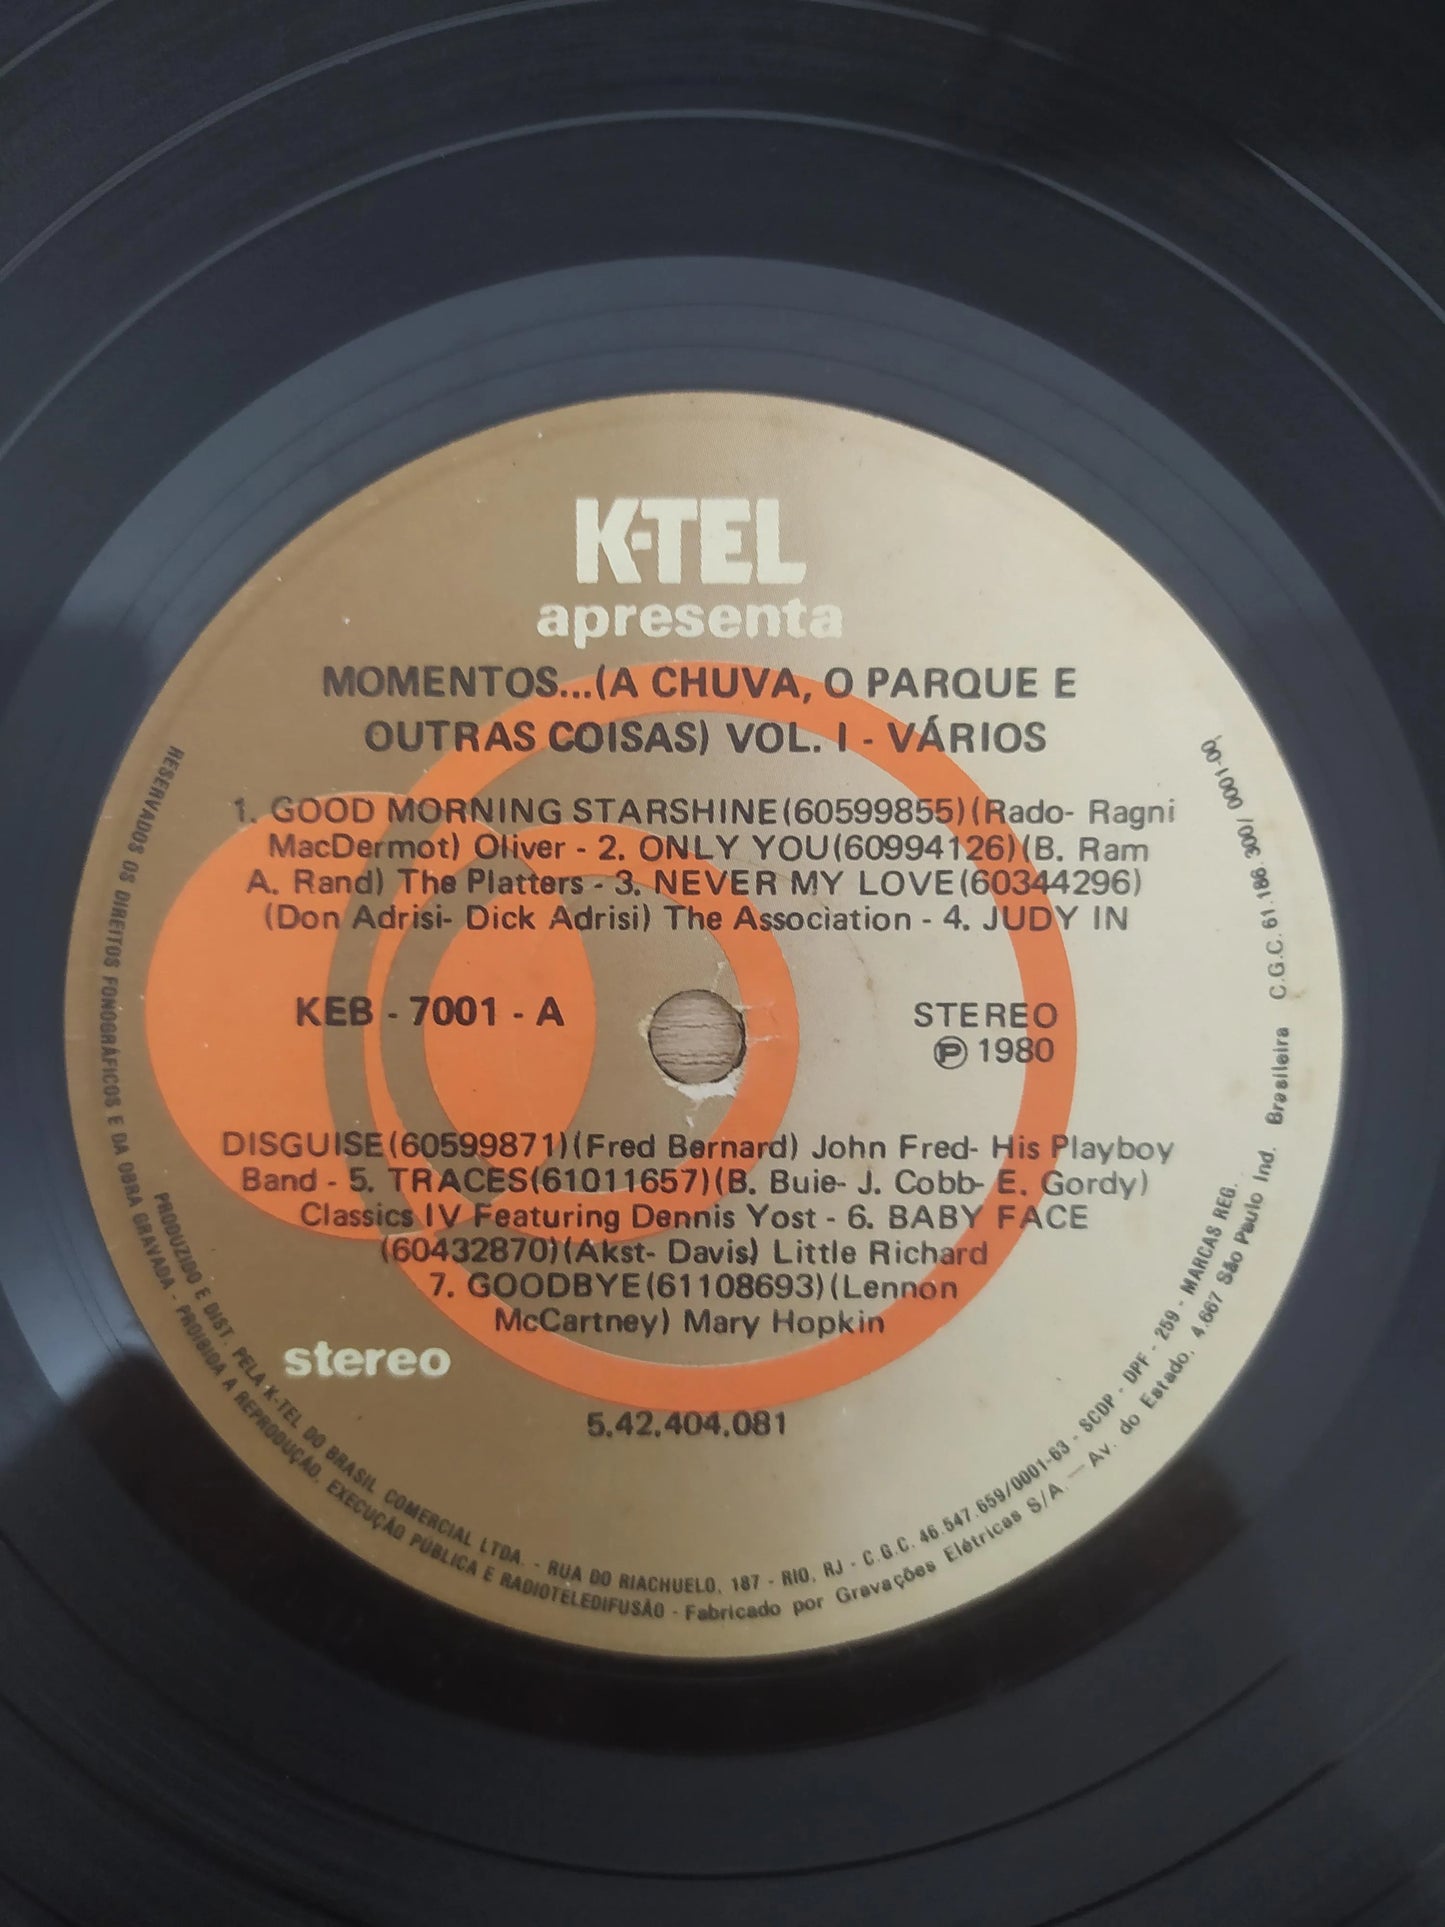 K-TEL
apresenta
MOMENTOS...(A CHUVA, O PARQUE E
OUTRAS COISAS) VOL. I - VÁRIOS
1. GOOD MORNING STARSHINE(60599855)(Rado- Ragni
MacDermot) Oliver - 2. ONLY YOU(60994126)(B. Ram
A. Rand) The Platters - 3. NEVER MY LOVE(60344296)
(Don Adrisi- Dick Adrisi) The Association - 4. JUDY IN
KEB - 7001 - A
STEREO
Ⓟ 1980
DISGUISE(60599871)(Fred Bernard) John Fred- His Playboy
Band - 5. TRACES(61011657)(B. Buie- J. Cobb- E. Gordy)
Classics IV Featuring Dennis Yost - 6. BABY FACE
(60432870)(Akst- Davis) Little Richard
7. GOODBYE(61108693)(Lennon
McCartney) Mary Hopkin
stereo
5.42.404.081
PRODUZIDO E DIST. PELA K-TEL DO BRASIL COMERCIAL LTDA. - RUA DO RIACHUELO, 187 - RIO, RJ - C.G.C. 46.547.659/0001-63 - SCDP - DPF - 259 - MARCAS REG.
RESERVADOS OS DIREITOS FONOGRÁFICOS E DA OBRA GRAVADA - PROIBIDA A REPRODUÇÃO, EXECUÇÃO PÚBLICA E RADIOTELEDIFUSÃO - Fabricado por Gravações Elétricas S/A. — Av. do Estado, 4.667 São Paulo Ind. Brasileira C.G.C. 61.186.300/0001-00